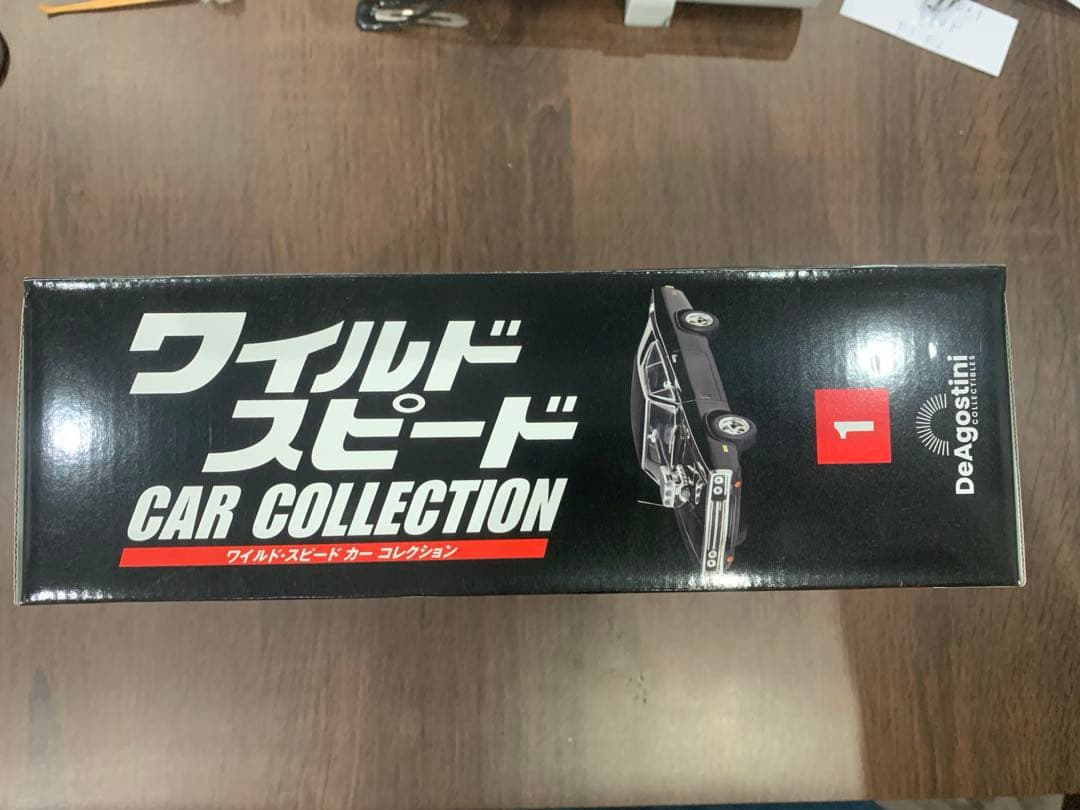 ワイルド
スピード
CAR COLLECTION
ワイルド・スピード カー コレクション
1
DeAgostini
COLLECTIBLES